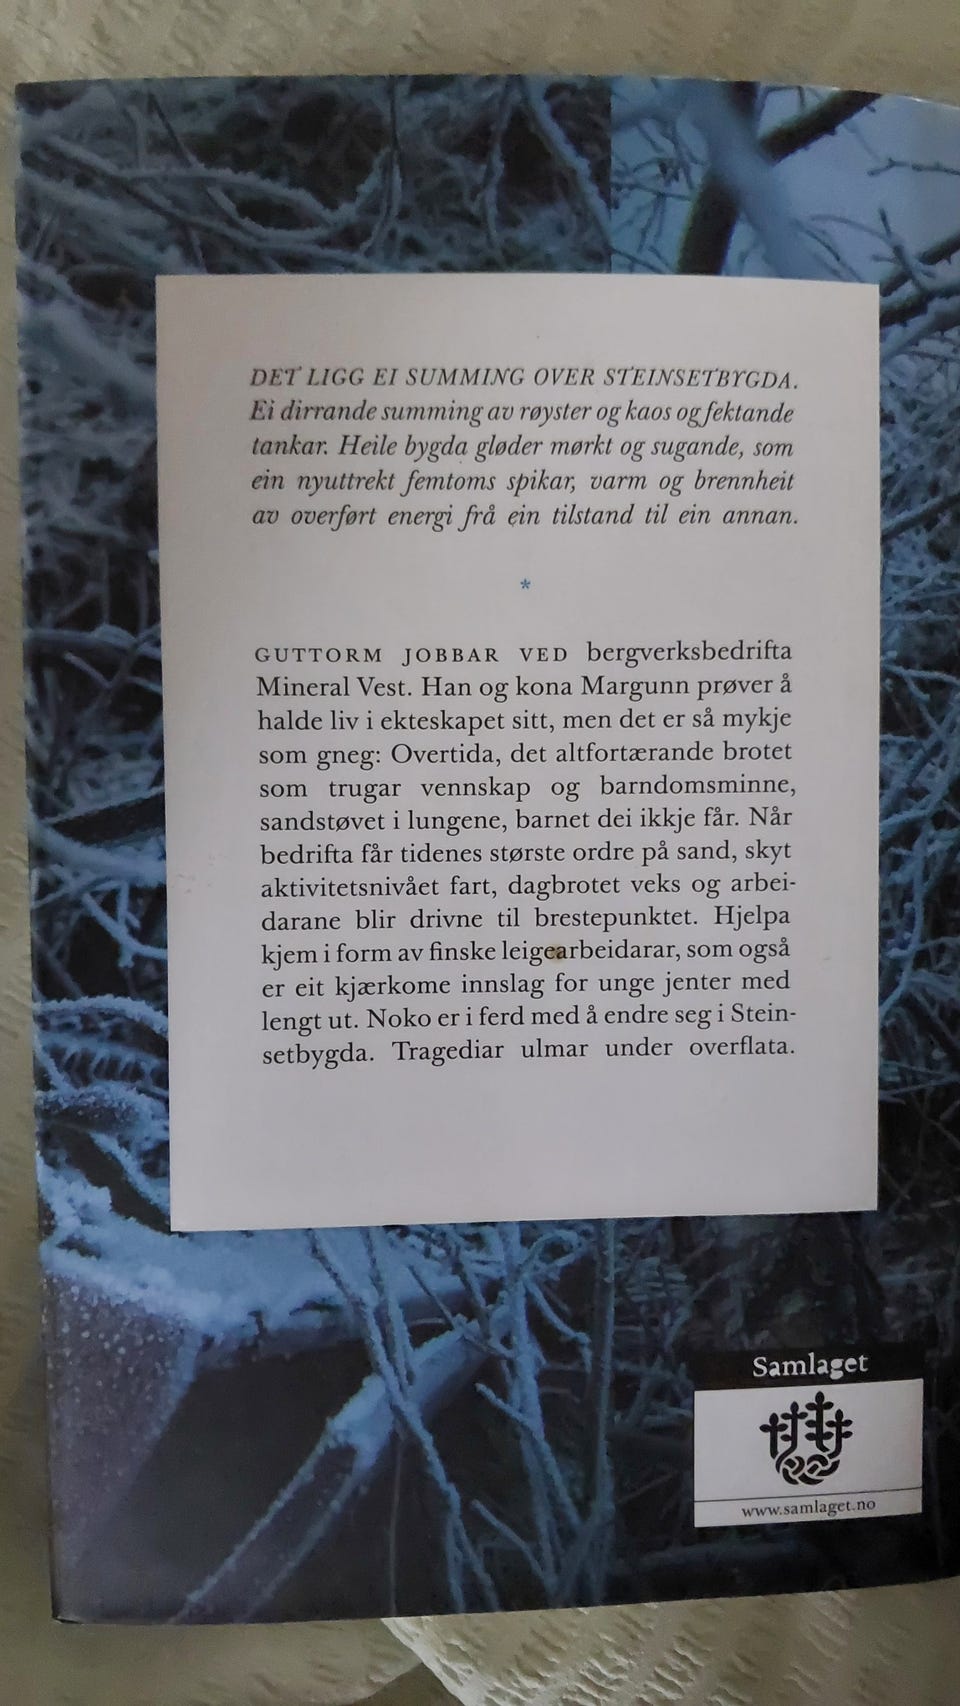 DET LIGG EI SUMMING OVER STEINSETBYGDA.
Ei dirrande summing av røyster og kaos og fektande
tankar. Heile bygda gløder mørkt og sugande, som
ein nyuttrekt femtoms spikar, varm og brennheit
av overført energi frå ein tilstand til ein annan.
*
GUTTORM JOBBAR VED bergverksbedrifta
Mineral Vest. Han og kona Margunn prøver å
halde liv i ekteskapet sitt, men det er så mykje
som gneg: Overtida, det altfortærande brotet
som trugar vennskap og barndomsminne,
sandstøvet i lungene, barnet dei ikkje får. Når
bedrifta får tidenes største ordre på sand, skyt
aktivitetsnivået fart, dagbrotet veks og arbei-
darane blir drivne til brestepunktet. Hjelpa
kjem i form av finske leigearbeidarar, som også
er eit kjærkome innslag for unge jenter med
lengt ut. Noko er i ferd med å endre seg i Stein-
setbygda. Tragediar ulmar under overflata.
Samlaget
www.samlaget.no